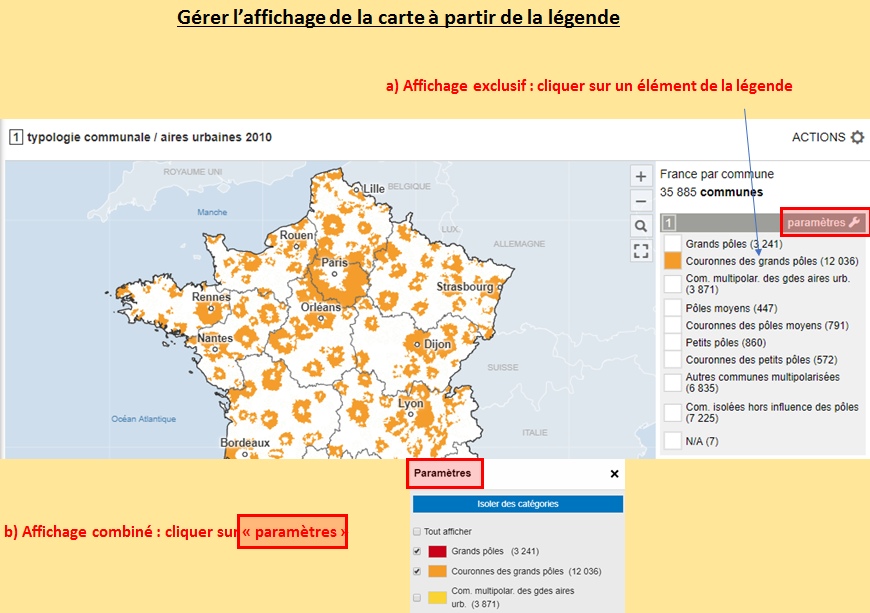 Gérer l’affichage de la carte à partir de la légende
a) Affichage exclusif : cliquer sur un élément de la légende
1 typologie communale / aires urbaines 2010
ACTIONS
ROYAUME UNI
BELGIQUE
Lille
Manche
LUX.
ALLEMAGNE
Rouen
Paris
Strasbourg
Rennes
Orléans
Nantes
Dijon
SUISSE
Lyon
Océan Atlantique
ITALIE
Bordeaux
+
−
France par commune
35 885 communes
1 paramètres
Grands pôles (3 241)
Couronnes des grands pôles (12 036)
Com. multipolar. des gdes aires urb.
(3 871)
Pôles moyens (447)
Couronnes des pôles moyens (791)
Petits pôles (860)
Couronnes des petits pôles (572)
Autres communes multipolarisées
(6 835)
Com. isolées hors influence des pôles
(7 225)
N/A (7)
b) Affichage combiné : cliquer sur « paramètres »
Paramètres
Isoler des catégories
Tout afficher
Grands pôles (3 241)
Couronnes des grands pôles (12 036)
Com. multipolar. des gdes aires
urb. (3 871)